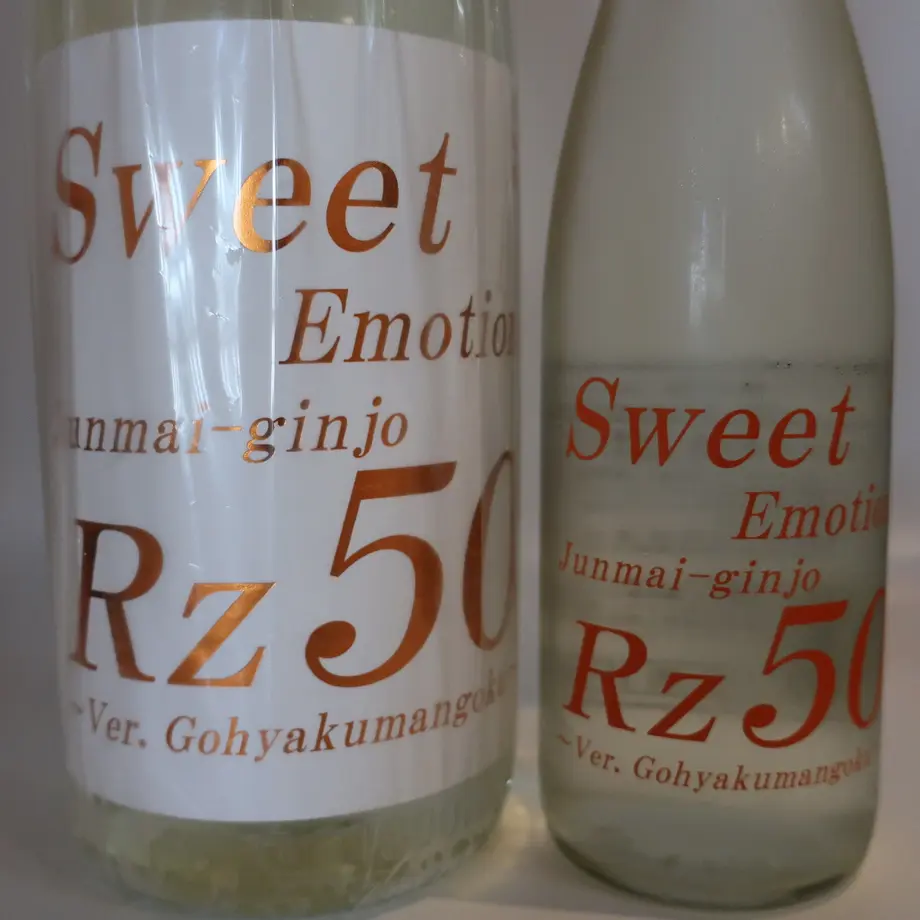 Sweet
Emotion
Junmai-ginjo
Rz50
~Ver. Gohyakumangoku
Sweet
Emotion
Junmai-ginjo
Rz50
~Ver. Gohyakumangoku